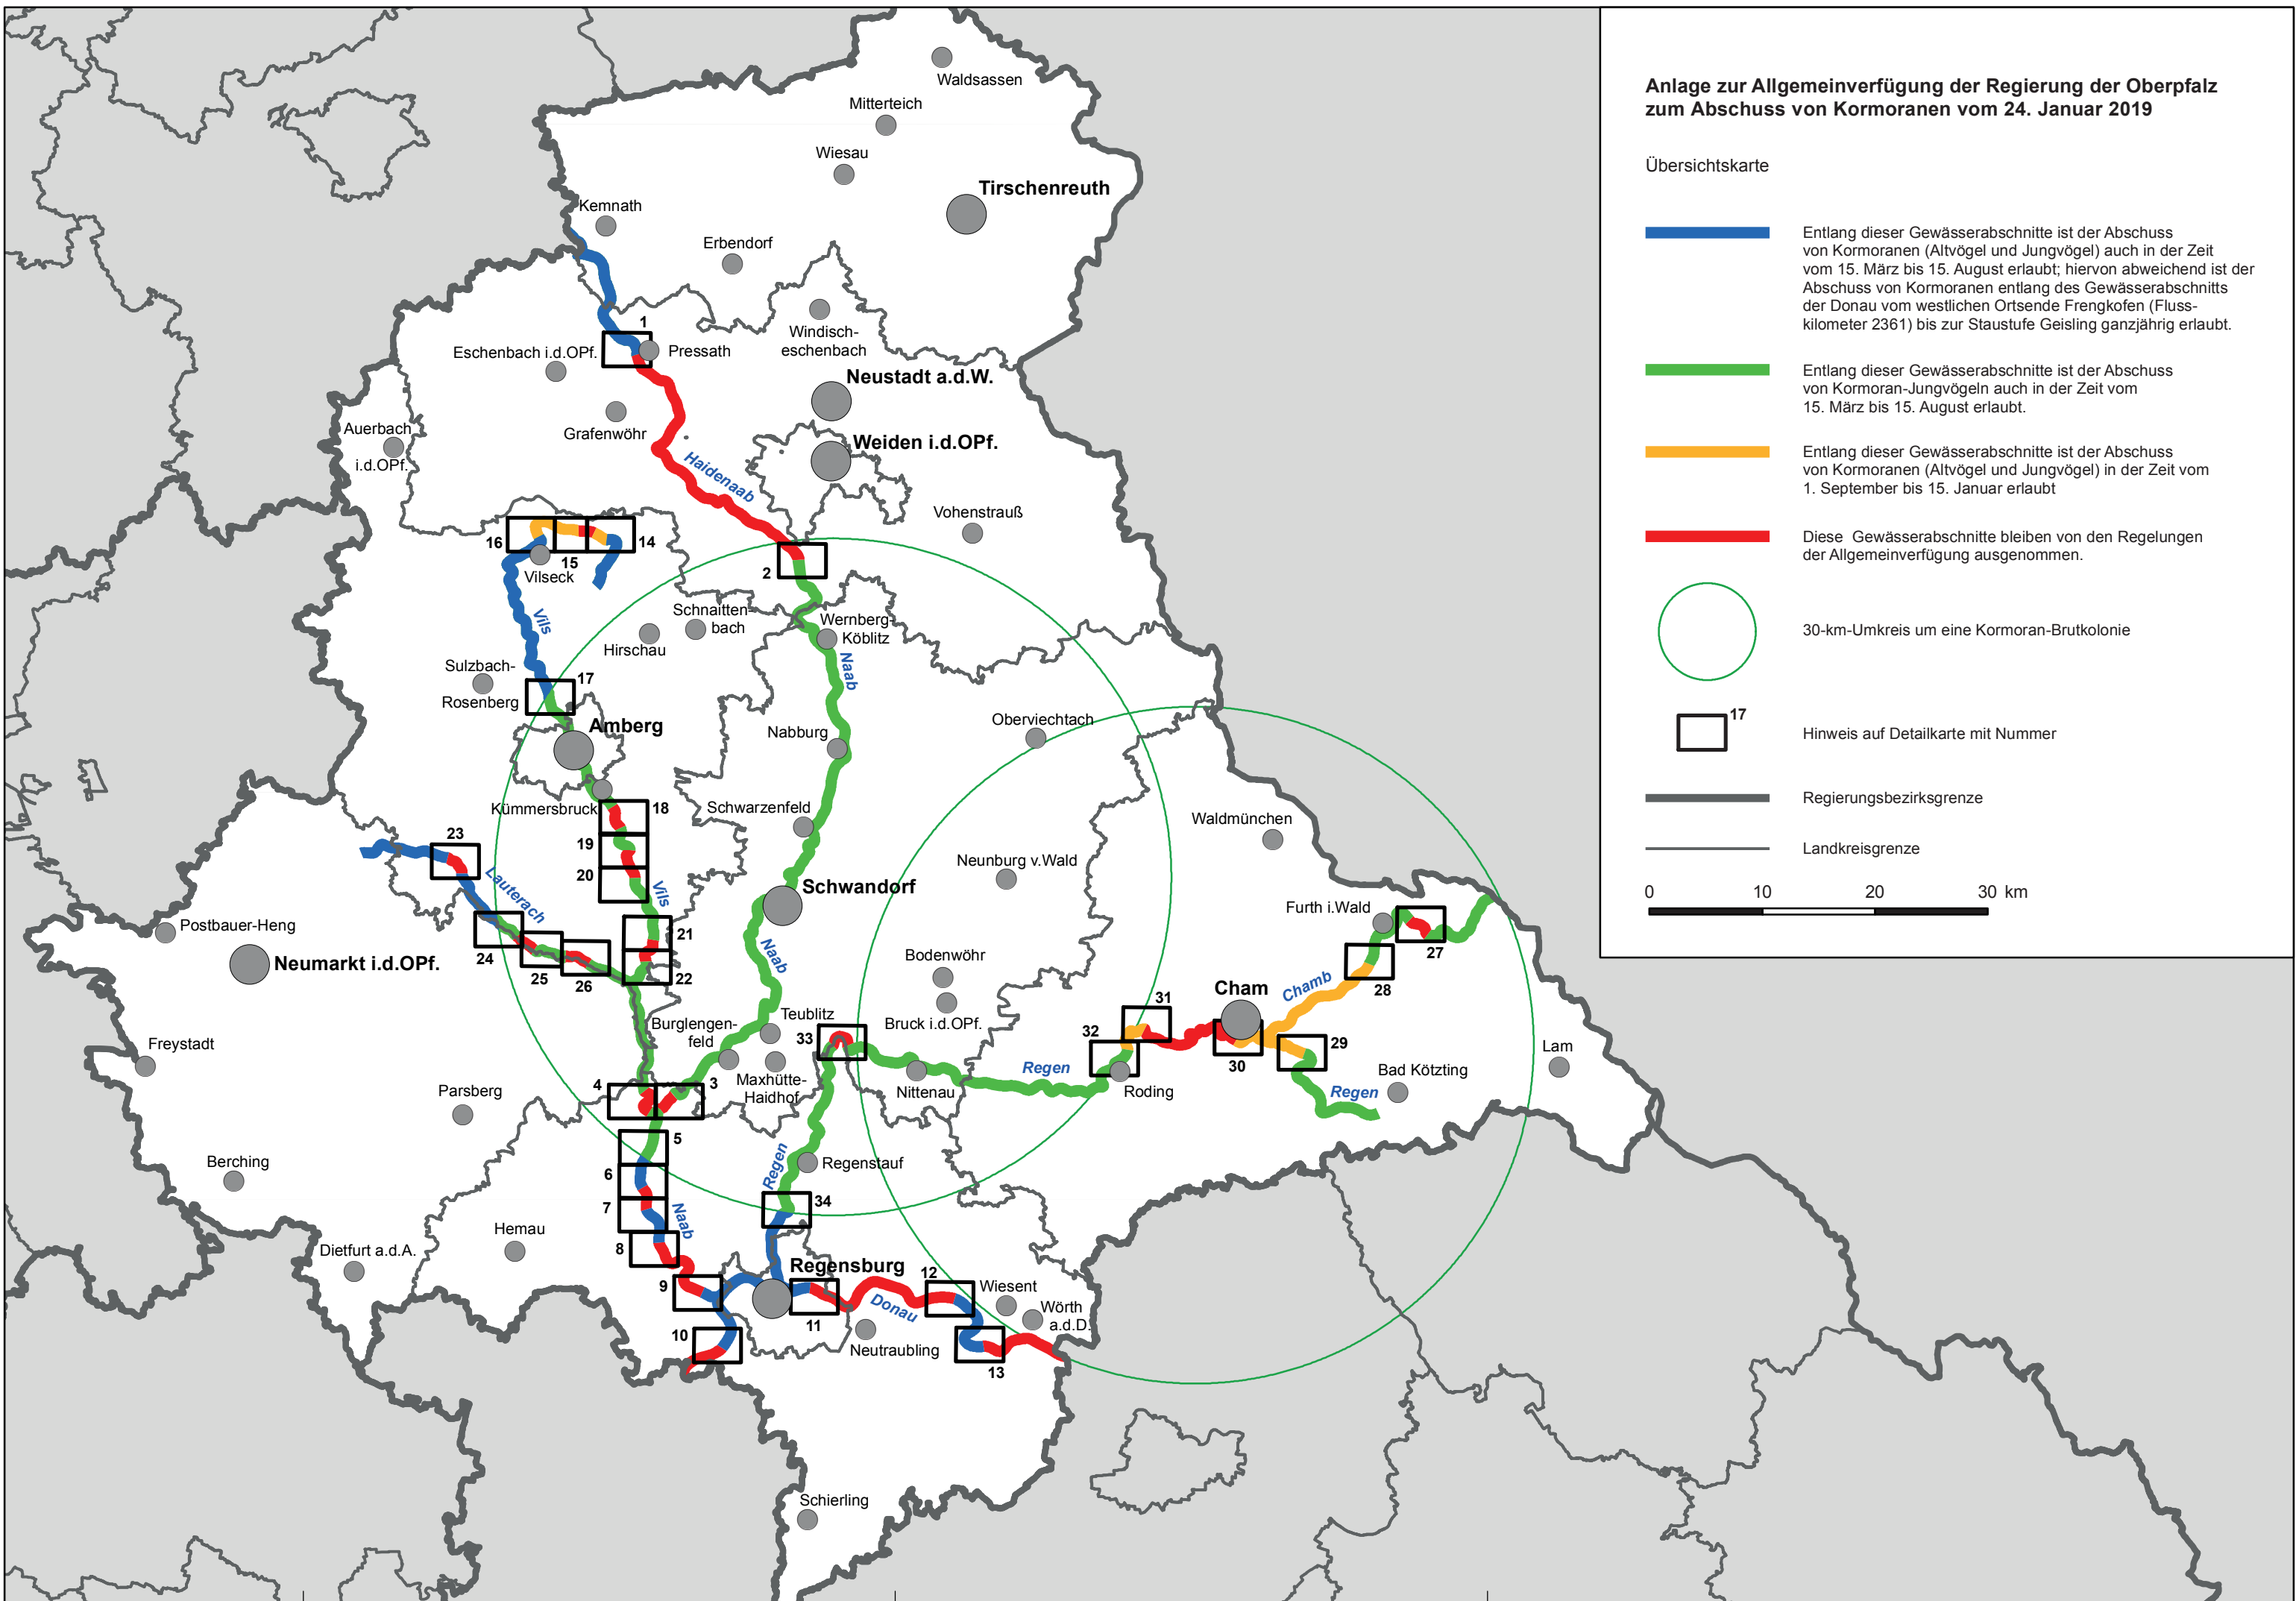 Anlage zur Allgemeinverfügung der Regierung der Oberpfalz
zum Abschuss von Kormoranen vom 24. Januar 2019
Übersichtskarte
Entlang dieser Gewässerabschnitte ist der Abschuss
von Kormoranen (Altvögel und Jungvögel) auch in der Zeit
vom 15. März bis 15. August erlaubt; hiervon abweichend ist der
Abschuss von Kormoranen entlang des Gewässerabschnitts
der Donau vom westlichen Ortsende Frengkofen (Fluss-
kilometer 2361) bis zur Staustufe Geisling ganzjährig erlaubt.
Entlang dieser Gewässerabschnitte ist der Abschuss
von Kormoran-Jungvögeln auch in der Zeit vom
15. März bis 15. August erlaubt.
Entlang dieser Gewässerabschnitte ist der Abschuss
von Kormoranen (Altvögel und Jungvögel) in der Zeit vom
1. September bis 15. Januar erlaubt
Diese Gewässerabschnitte bleiben von den Regelungen
der Allgemeinverfügung ausgenommen.
30-km-Umkreis um eine Kormoran-Brutkolonie
17
Hinweis auf Detailkarte mit Nummer
Regierungsbezirksgrenze
Landkreisgrenze
0 10 20 30 km
Waldsassen
Mitterteich
Wiesau
Tirschenreuth
Kemnath
Erbendorf
Windisch-
eschenbach
1
Pressath
Eschenbach i.d.OPf.
Neustadt a.d.W.
Grafenwöhr
Auerbach
i.d.OPf.
Weiden i.d.OPf.
Haidenaab
Vohenstrauß
16
15
14
Vilseck
2
Vils
Schnaitten-
bach
Hirschau
Wernberg-
Köblitz
Naab
Sulzbach-
Rosenberg
17
Amberg
Nabburg
Oberviechtach
Kümmersbruck
18
19
20
Schwarzenfeld
Waldmünchen
23
Lauterach
Vils
Neunburg v.Wald
Schwandorf
Postbauer-Heng
Neumarkt i.d.OPf.
24
25
26
21
22
Naab
Furth i.Wald
27
28
Bodenwöhr
Bruck i.d.OPf.
Cham
Chamb
31
32
30
29
Roding
Regen
Regen
Bad Kötzting
Lam
Freystadt
Burglengen-
feld
Teublitz
Maxhütte-
Haidhof
33
Nittenau
Parsberg
4
3
5
6
7
8
Naab
Berching
Regen
Regenstauf
34
Hemau
Dietfurt a.d.A.
Regensburg
9
10
11
Donau
12
Wiesent
Wörth
a.d.D.
Neutraubling
13
Schierling